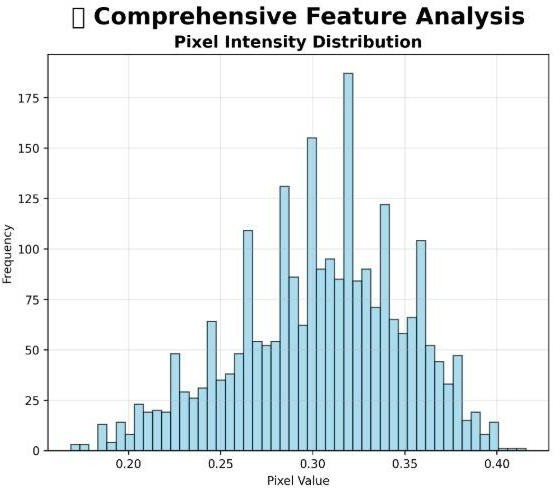 Comprehensive Feature Analysis
Pixel Intensity Distribution
Frequency
175
150
125
100
75
50
25
0
0.20 0.25 0.30 0.35 0.40
Pixel Value